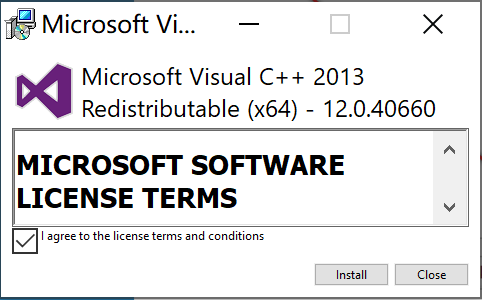 Microsoft Vi...
Microsoft Visual C++ 2013
Redistributable (x64) - 12.0.40660
MICROSOFT SOFTWARE
LICENSE TERMS
I agree to the license terms and conditions
Install
Close